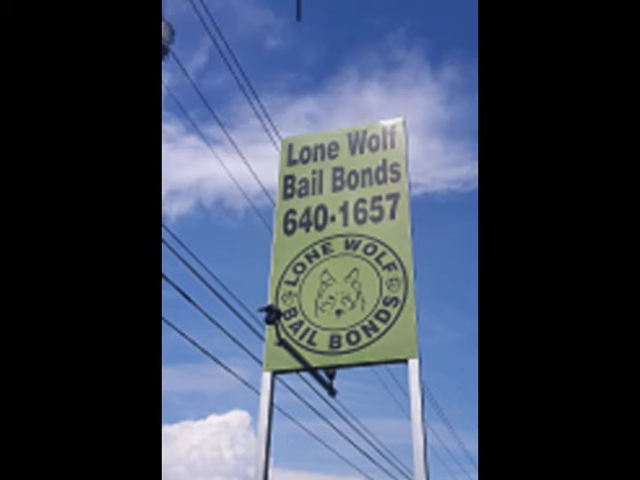 Lone Wolf
Bail Bonds
640-1657
LONE WOLF
BAIL BONDS